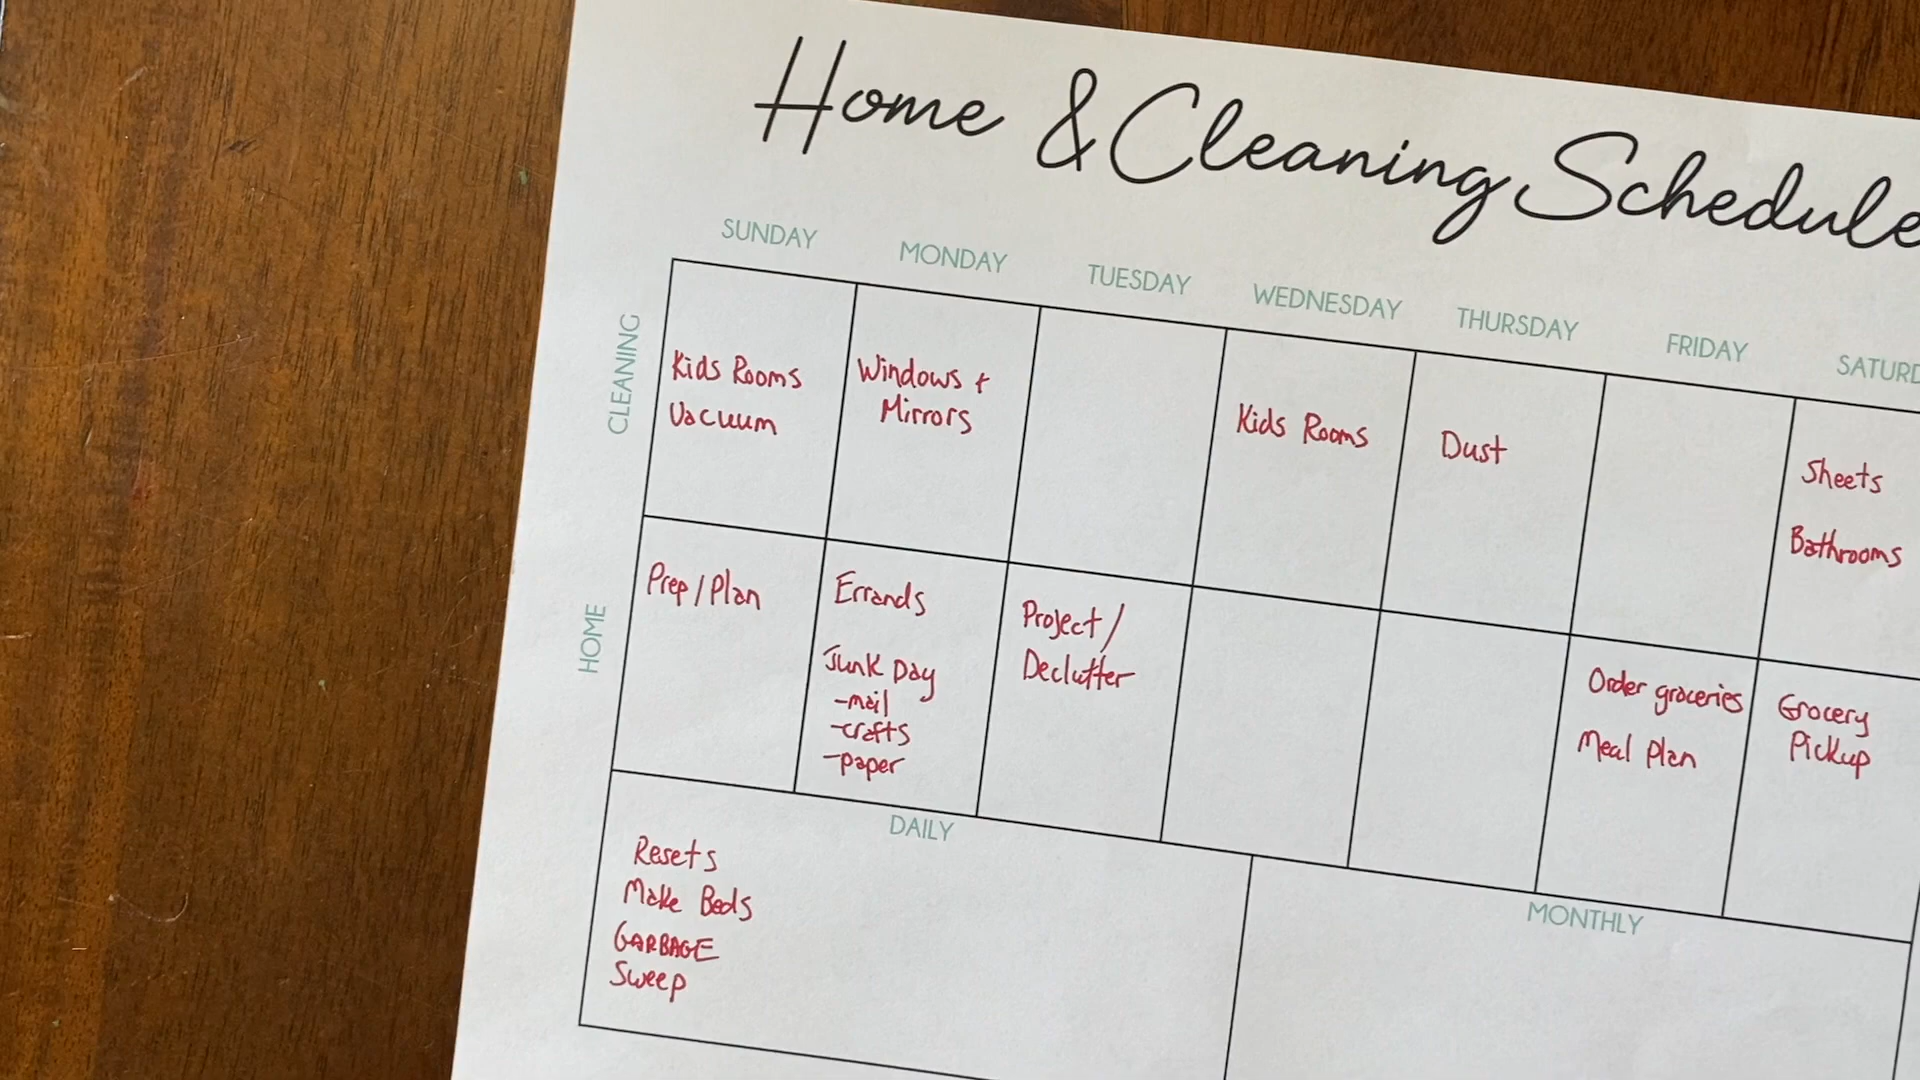 Home & Cleaning Schedule
SUNDAY MONDAY TUESDAY WEDNESDAY THURSDAY FRIDAY SATURD
CLEANING
Kids Rooms
Vacuum
Windows +
Mirrors
Kids Rooms
Dust
Sheets
Bathrooms
HOME
Prep/Plan
Errands
Junk Day
-mail
-crafts
-paper
Project/
Declutter
Order groceries
Meal Plan
Grocery
Pickup
DAILY
Resets
Make Beds
GARBAGE
Sweep
MONTHLY